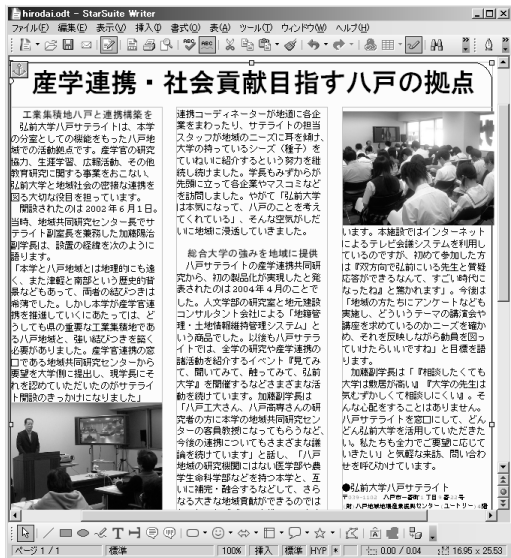 hirodai.odt - StarSuite Writer
ファイル(F) 編集(E) 表示(V) 挿入(I) 書式(O) 表(A) ツール(T) ウィンドウ(W) ヘルプ(H)
産学連携・社会貢献目指す八戸の拠点
工業集積地八戸と連携構築を
弘前大学八戸サテライトは、本学
の分室としての機能をもった八戸地
域での活動拠点です。産学官の研究
協力、生涯学習、広報活動、その他
教育研究に関する事業をおこない、
弘前大学と地域社会の密接な連携を
図る大切な役目を担っています。
開設されたのは2002年6月1日。
当時、地域共同研究センター長でサ
テライト副室長を兼務した加藤陽治
副学長は、設置の経緯を次のように
語ります。
「本学と八戸地域とは地理的にも遠
く、また津軽と南部という歴史的背
景などもあって、両者の結びつきは
希薄でした。しかし本学が産学官連
携を推進していくにあたっては、ど
うしても県の重要な工業集積地であ
る八戸地域と、強い結びつきを築く
必要がありました。産学官連携の窓
口である地域共同研究センターから
要望を大学側に提出し、現学長にそ
れを認めていただいたのがサテライ
ト開設のきっかけになりました」
連携コーディネーターが地道に各企
業をまわったり、サテライトの担当
スタッフが地域のニーズに耳を傾け、
大学の持っているシーズ（種子）を
ていねいに紹介するという努力を継
続し続けました。学長もみずからが
先頭に立って各企業やマスコミなど
を訪問しました。やがて「弘前大学
は本気になって、八戸のことを考え
てくれている」、そんな空気がしだ
いに地域に浸透していきました。
総合大学の強みを地域に提供
八戸サテライトの産学連携共同研
究から、初の製品化が実現したと発
表されたのは2004年4月のことで
した。人文学部の研究室と地元建設
コンサルタント会社による「地籍管
理・土地情報維持管理システム」と
いう商品でした。以後も八戸サテラ
イトでは、全学の研究や産学連携の
諸活動を紹介するイベント『見てみ
て、聞いてみて、触ってみて、弘前
大学』を開催するなどさまざまな活
動を続けています。加藤副学長は
「八戸工大さん、八戸高専さんの研
究者の方に本学の地域共同研究セン
ターの客員教授になってもらうなど、
今後の連携についてもさまざまな議
論を続けています」と話し、「八戸
地域の研究機関にはない医学部や農
学生命科学部などを持つ本学と、互
いに補完・融合するなどして、さら
なる大きな地域貢献ができるのでは
います。本施設ではインターネット
によるテレビ会議システムを利用し
ているのですが、初めて参加した方
は『双方向で弘前にいる先生と質疑
応答ができるなんて、すごい時代に
なったね』と驚かれます」。今後は
「地域の方たちにアンケートなども
実施し、どういうテーマの講演会や
講座を求めているのかニーズを確か
め、それを反映しながら動員を図っ
ていけたらいいですね」と目標を語
ります。
加藤副学長は「『相談したくても
大学は敷居が高い』『大学の先生は
気むずかしくて相談しにくい』。そ
んな心配をすることはありません。
八戸サテライトを窓口にして、どん
どん弘前大学を活用していただきた
い。私たちも全力でご要望に応じて
いきたい」と気軽な来訪、問い合わ
せを呼びかけています。
●弘前大学八戸サテライト
ページ 1 / 1 標準 100% 挿入 標準 HYP * 0.00 / 0.04 16.95 x 25.53